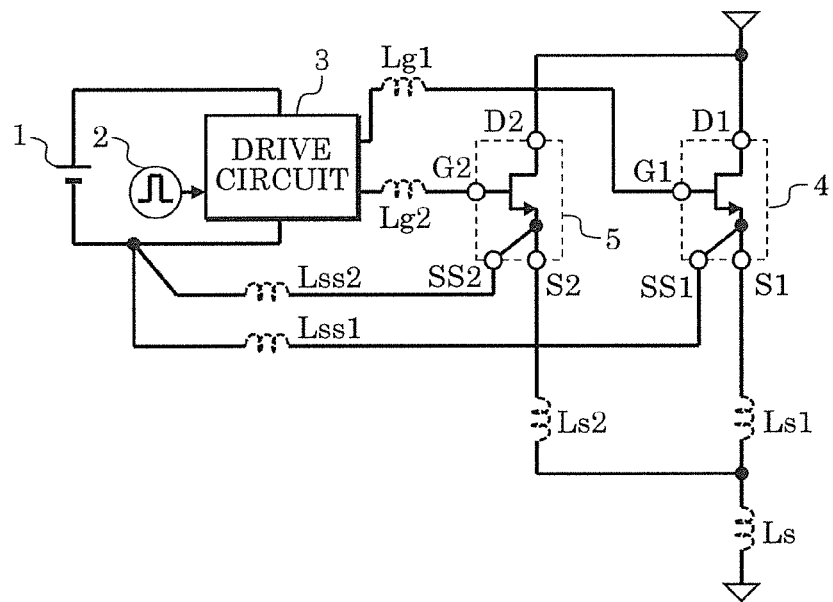 3
Lg1
1
2
DRIVE
CIRCUIT
D2
D1
G2
G1
4
Lg2
5
Lss2
SS2
S2
SS1
S1
Lss1
Ls2
Ls1
Ls